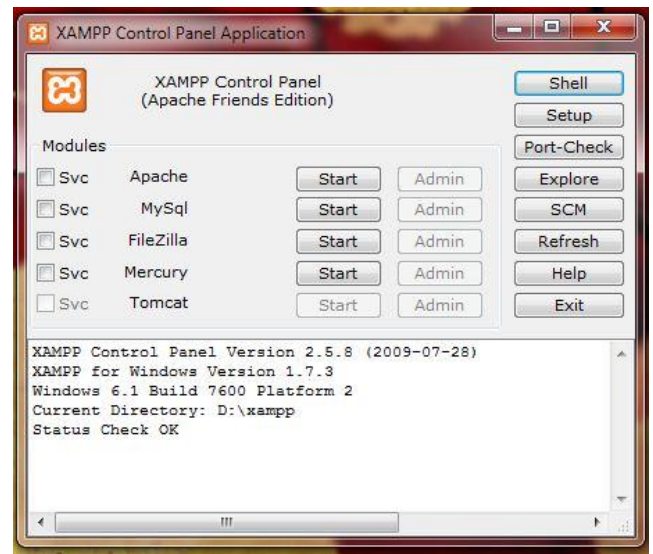 XAMPP Control Panel Application
XAMPP Control Panel
(Apache Friends Edition)
Shell
Setup
Modules
Port-Check
Svc Apache Start Admin Explore
Svc MySql Start Admin SCM
Svc FileZilla Start Admin Refresh
Svc Mercury Start Admin Help
Svc Tomcat Start Admin Exit
XAMPP Control Panel Version 2.5.8 (2009-07-28)
XAMPP for Windows Version 1.7.3
Windows 6.1 Build 7600 Platform 2
Current Directory: D:\xampp
Status Check OK